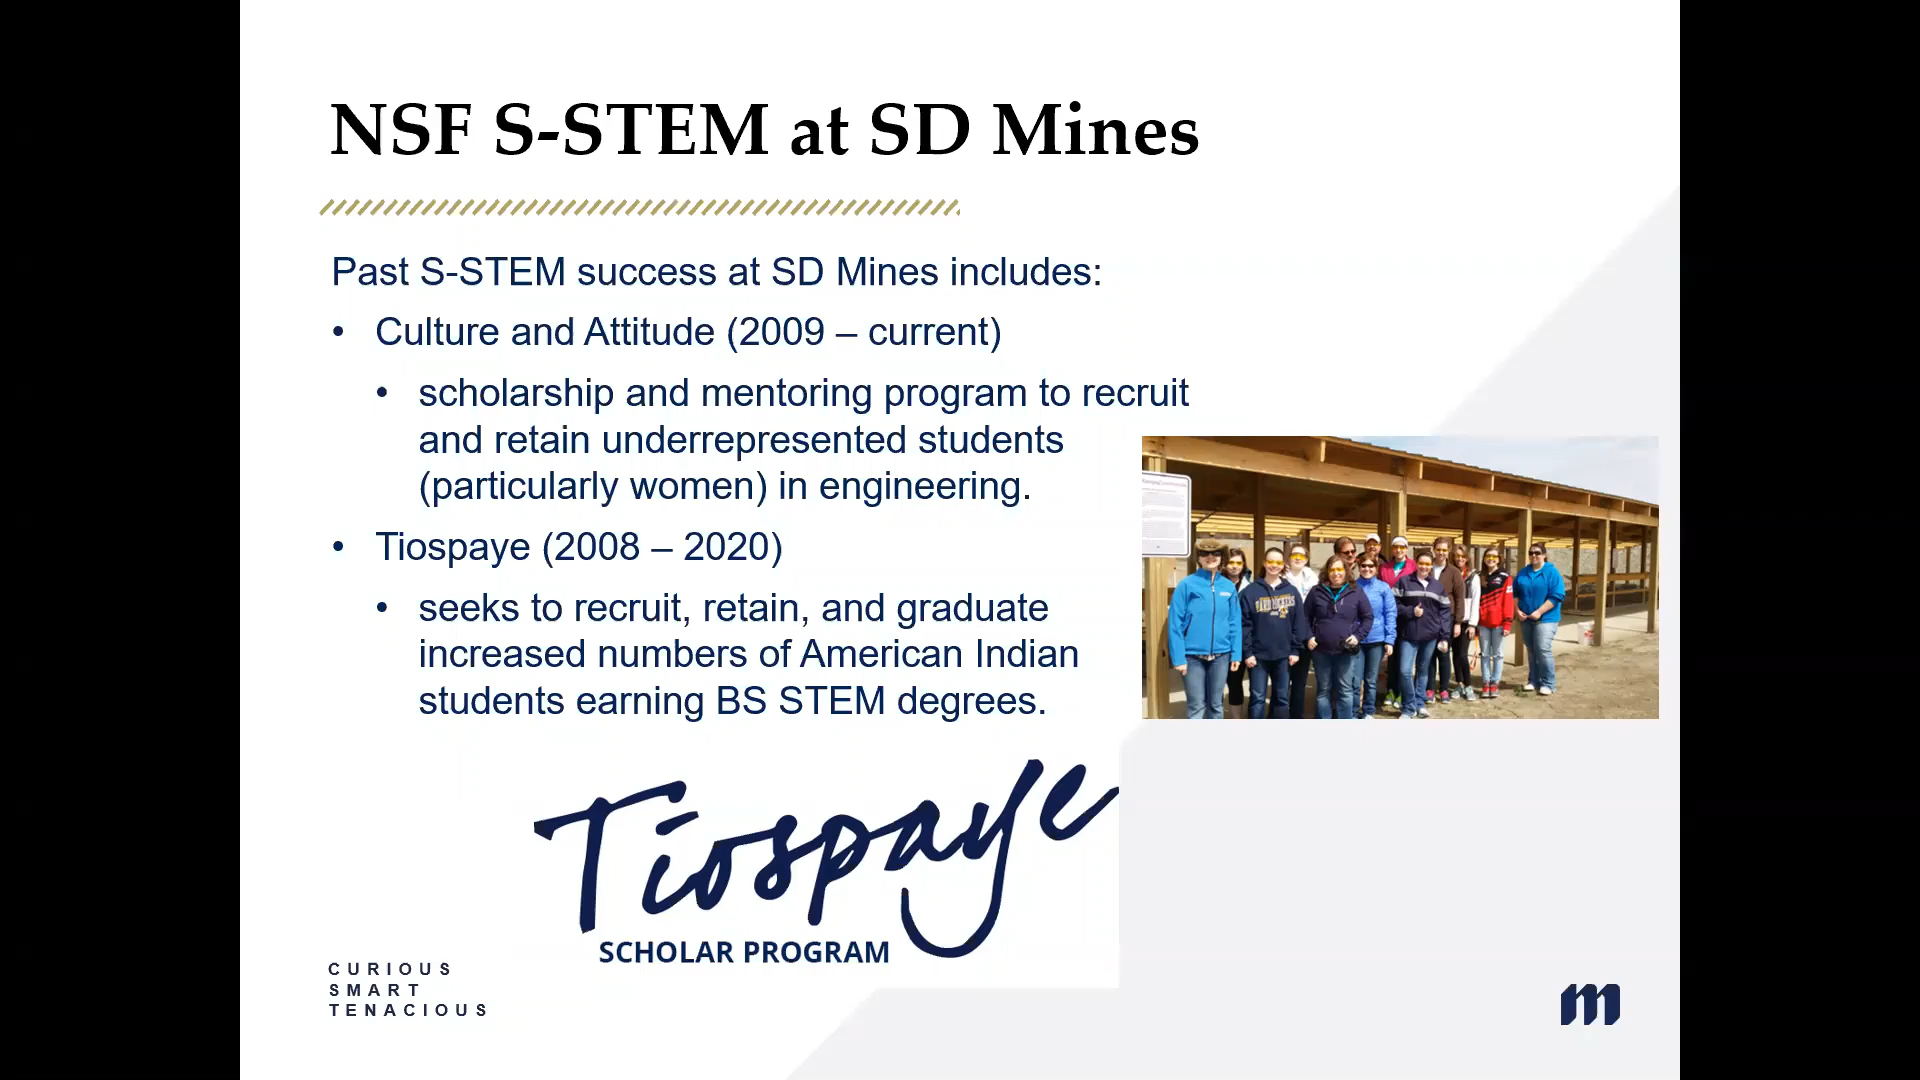 NSF S-STEM at SD Mines
Past S-STEM success at SD Mines includes:
• Culture and Attitude (2009 – current)
• scholarship and mentoring program to recruit
and retain underrepresented students
(particularly women) in engineering.
• Tiospaye (2008 – 2020)
• seeks to recruit, retain, and graduate
increased numbers of American Indian
students earning BS STEM degrees.
HARD ROCKERS
Tiospaye
SCHOLAR PROGRAM
CURIOUS
SMART
TENACIOUS
m